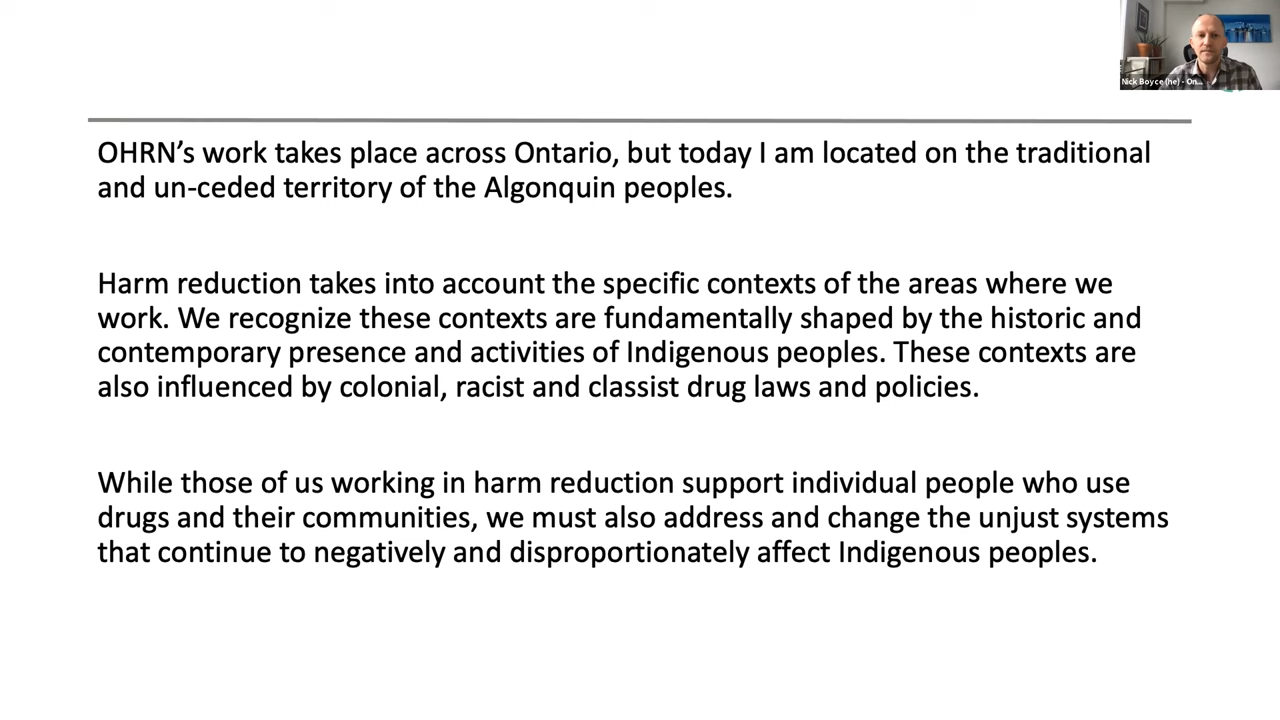 Nick Boyce (he) - On...
OHRN’s work takes place across Ontario, but today I am located on the traditional
and un-ceded territory of the Algonquin peoples.
Harm reduction takes into account the specific contexts of the areas where we
work. We recognize these contexts are fundamentally shaped by the historic and
contemporary presence and activities of Indigenous peoples. These contexts are
also influenced by colonial, racist and classist drug laws and policies.
While those of us working in harm reduction support individual people who use
drugs and their communities, we must also address and change the unjust systems
that continue to negatively and disproportionately affect Indigenous peoples.